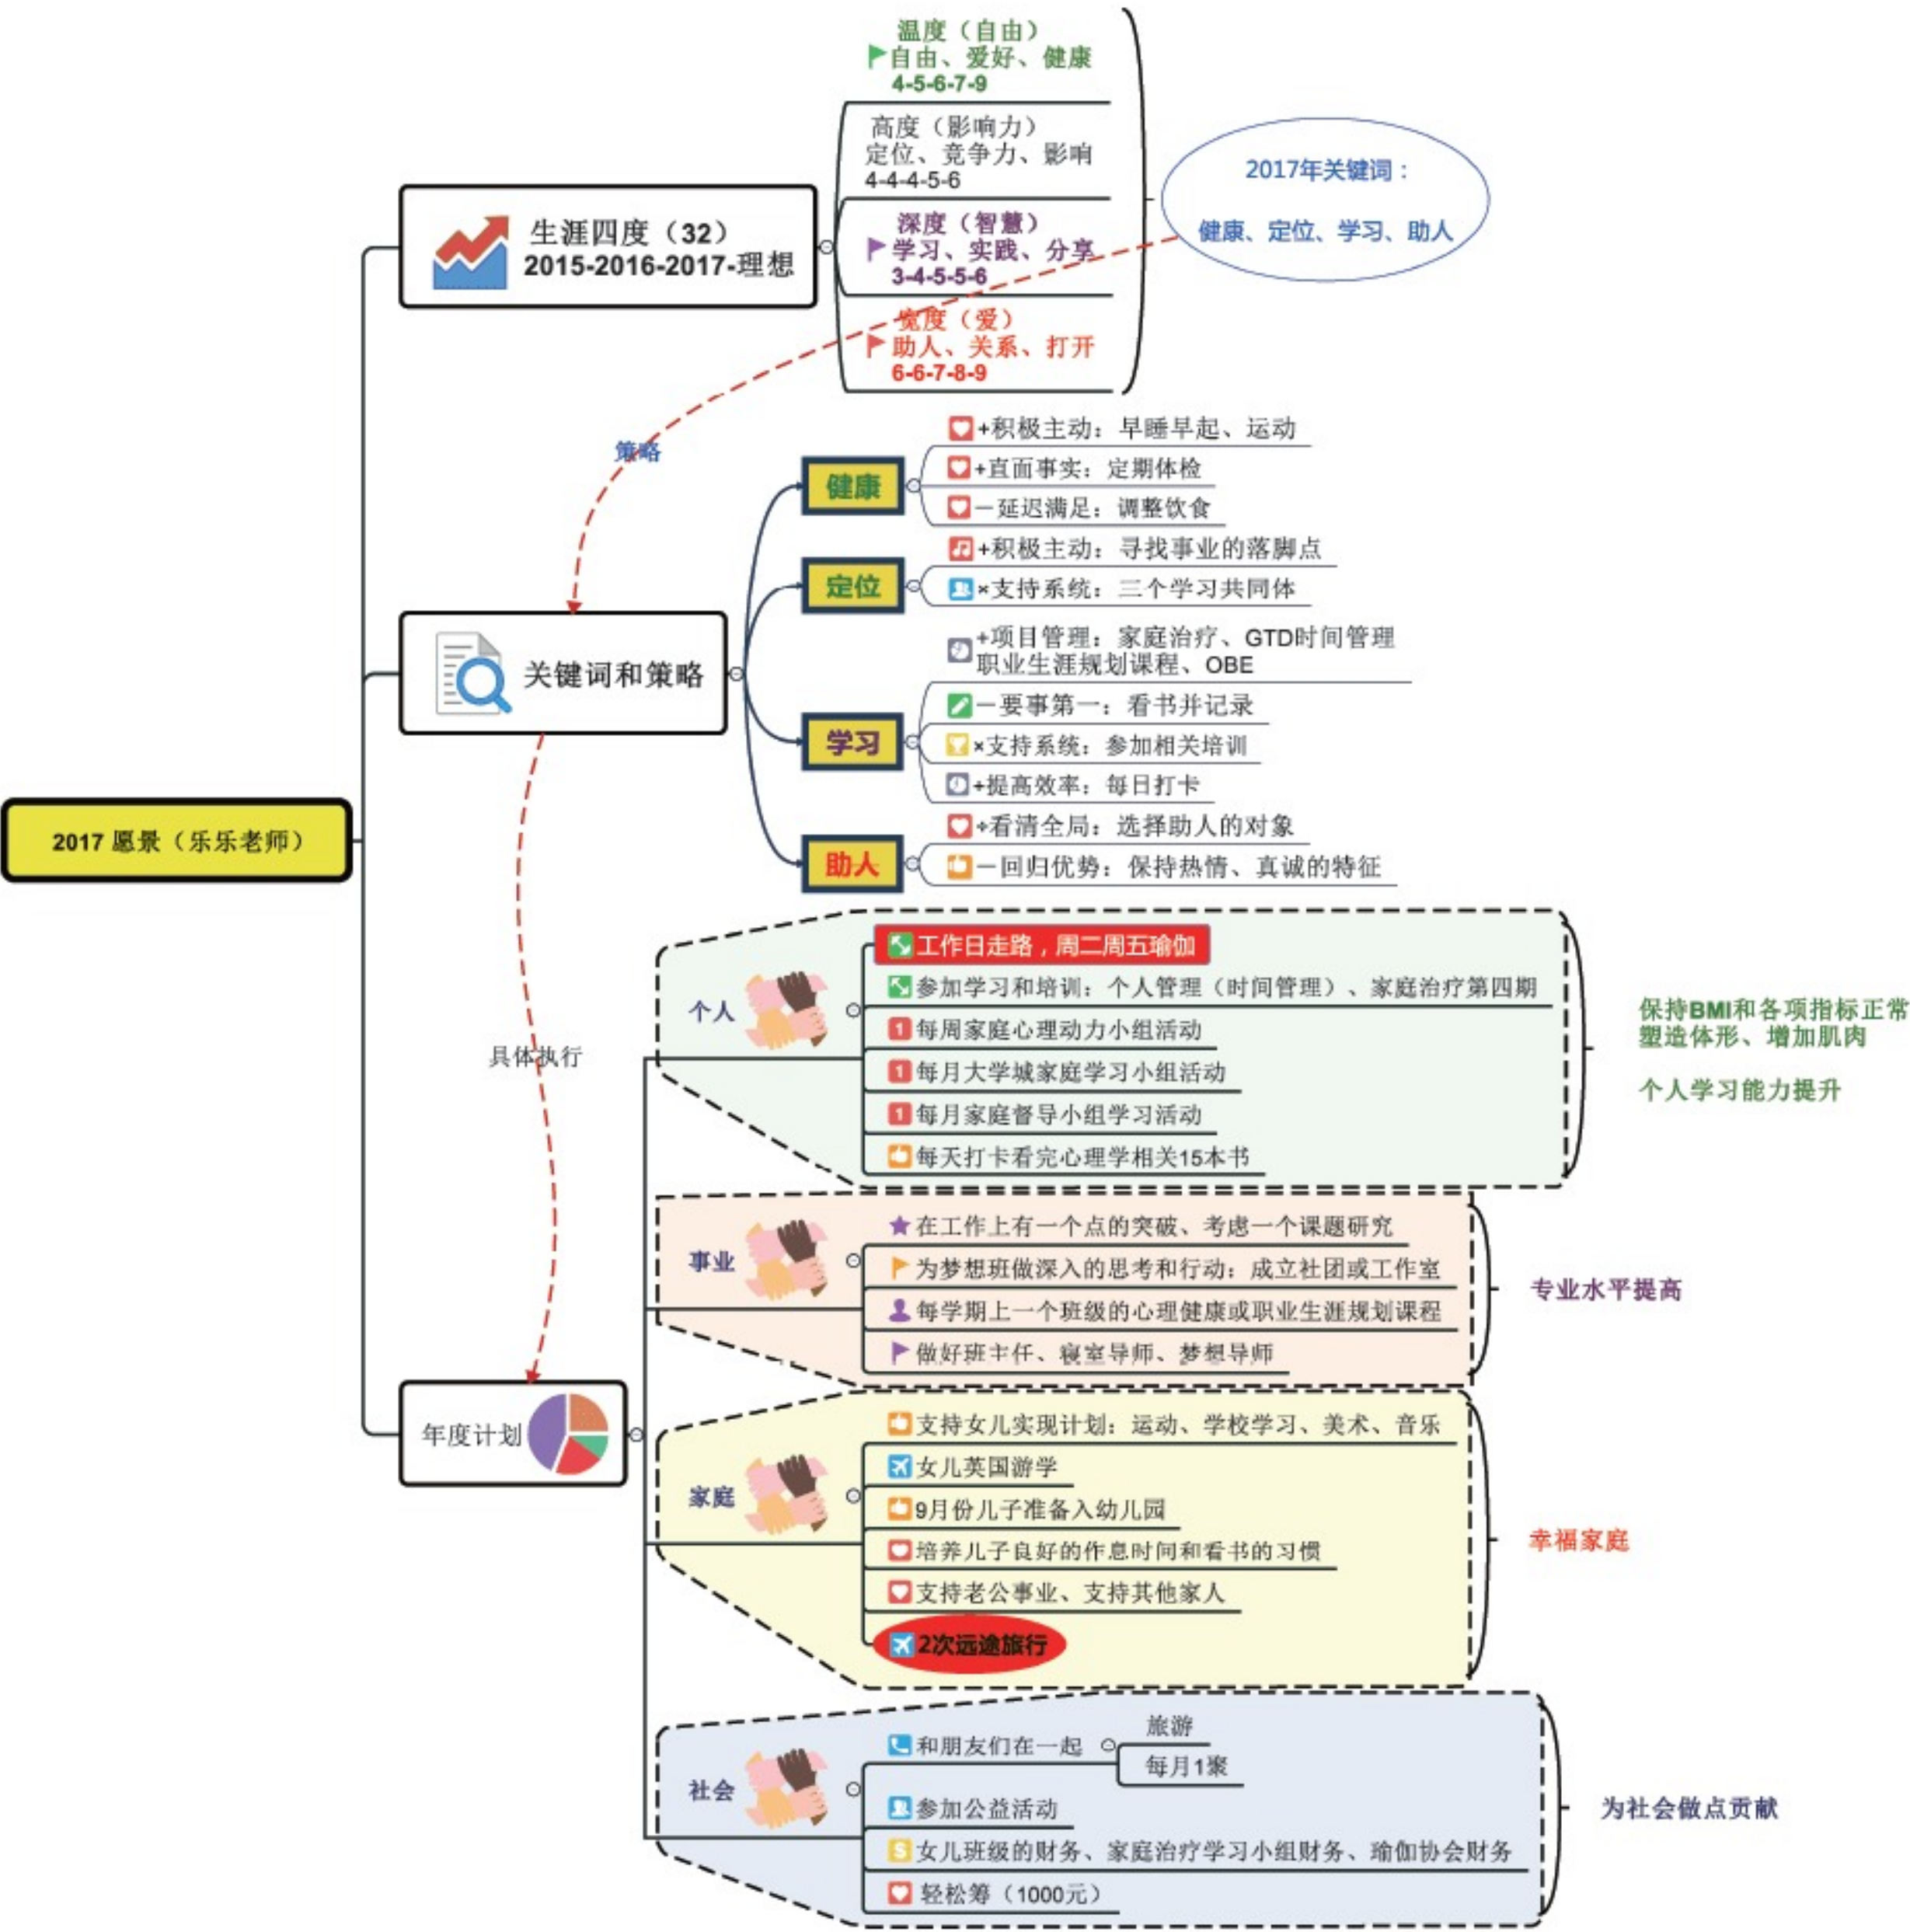 2017 愿景（乐乐老师）
生涯四度（32）
2015-2016-2017-理想
温度（自由）
自由、爱好、健康
4-5-6-7-9
高度（影响力）
定位、竞争力、影响
4-4-4-5-6
深度（智慧）
学习、实践、分享
3-4-5-5-6
宽度（爱）
助人、关系、打开
6-6-7-8-9
2017年关键词：
健康、定位、学习、助人
策略
关键词和策略
健康
+积极主动：早睡早起、运动
+直面事实：定期体检
－延迟满足：调整饮食
定位
+积极主动：寻找事业的落脚点
×支持系统：三个学习共同体
学习
+项目管理：家庭治疗、GTD时间管理
职业生涯规划课程、OBE
－要事第一：看书并记录
×支持系统：参加相关培训
+提高效率：每日打卡
助人
÷看清全局：选择助人的对象
－回归优势：保持热情、真诚的特征
具体执行
年度计划
个人
工作日走路，周二周五瑜伽
参加学习和培训：个人管理（时间管理）、家庭治疗第四期
1 每周家庭心理动力小组活动
1 每月大学城家庭学习小组活动
1 每月家庭督导小组学习活动
每天打卡看完心理学相关15本书
保持BMI和各项指标正常
塑造体形、增加肌肉
个人学习能力提升
事业
在工作上有一个点的突破、考虑一个课题研究
为梦想班做深入的思考和行动：成立社团或工作室
每学期上一个班级的心理健康或职业生涯规划课程
做好班主任、寝室导师、梦想导师
专业水平提高
家庭
支持女儿实现计划：运动、学校学习、美术、音乐
女儿英国游学
9月份儿子准备入幼儿园
培养儿子良好的作息时间和看书的习惯
支持老公事业、支持其他家人
2次远途旅行
幸福家庭
社会
和朋友们在一起
旅游
每月1聚
参加公益活动
S 女儿班级的财务、家庭治疗学习小组财务、瑜伽协会财务
轻松筹（1000元）
为社会做点贡献